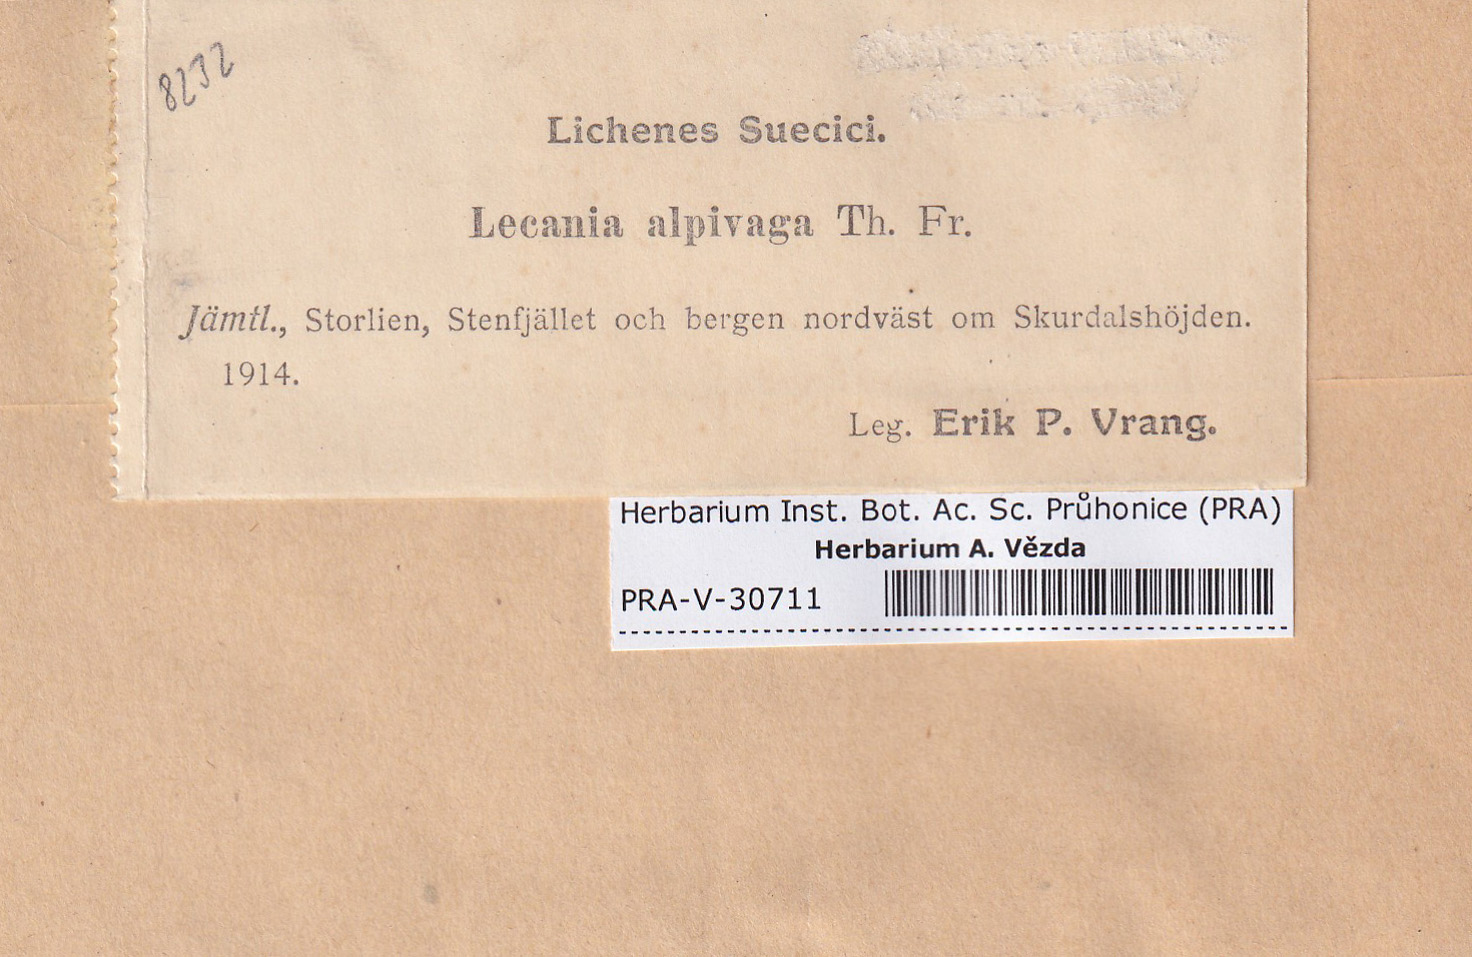 8232
Lichenes Suecici.
Lecania alpivaga Th. Fr.
Jämtl., Storlien, Stenfjället och bergen nordväst om Skurdalshöjden.
1914.
Leg. Erik P. Vrang.
Herbarium Inst. Bot. Ac. Sc. Průhonice (PRA)
Herbarium A. Vězda
PRA-V-30711